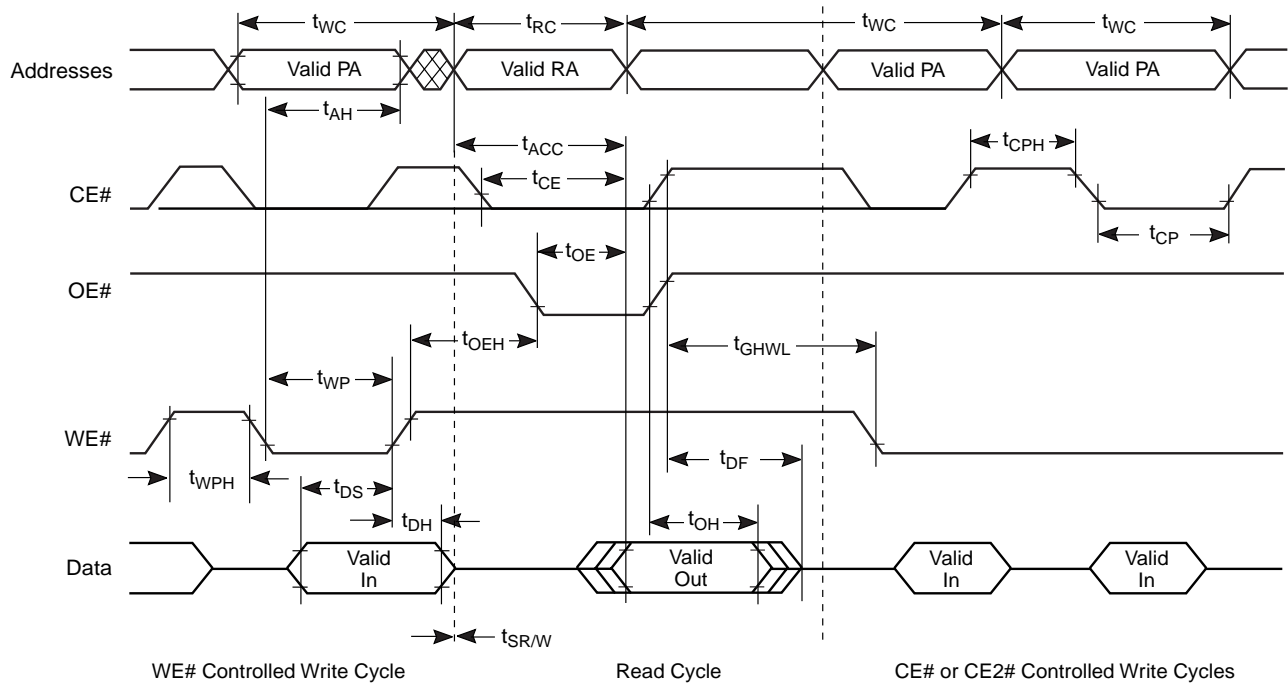 tWC
tRC
tWC
tWC
Addresses
Valid PA
Valid RA
Valid PA
Valid PA
tAH
tACC
tCPH
CE#
tCE
tCP
tOE
OE#
tOEH
tGHWL
tWP
WE#
tWPH
tDS
tDF
tDH
tOH
Data
Valid
In
Valid
Out
Valid
In
Valid
In
tSR/W
WE# Controlled Write Cycle
Read Cycle
CE# or CE2# Controlled Write Cycles